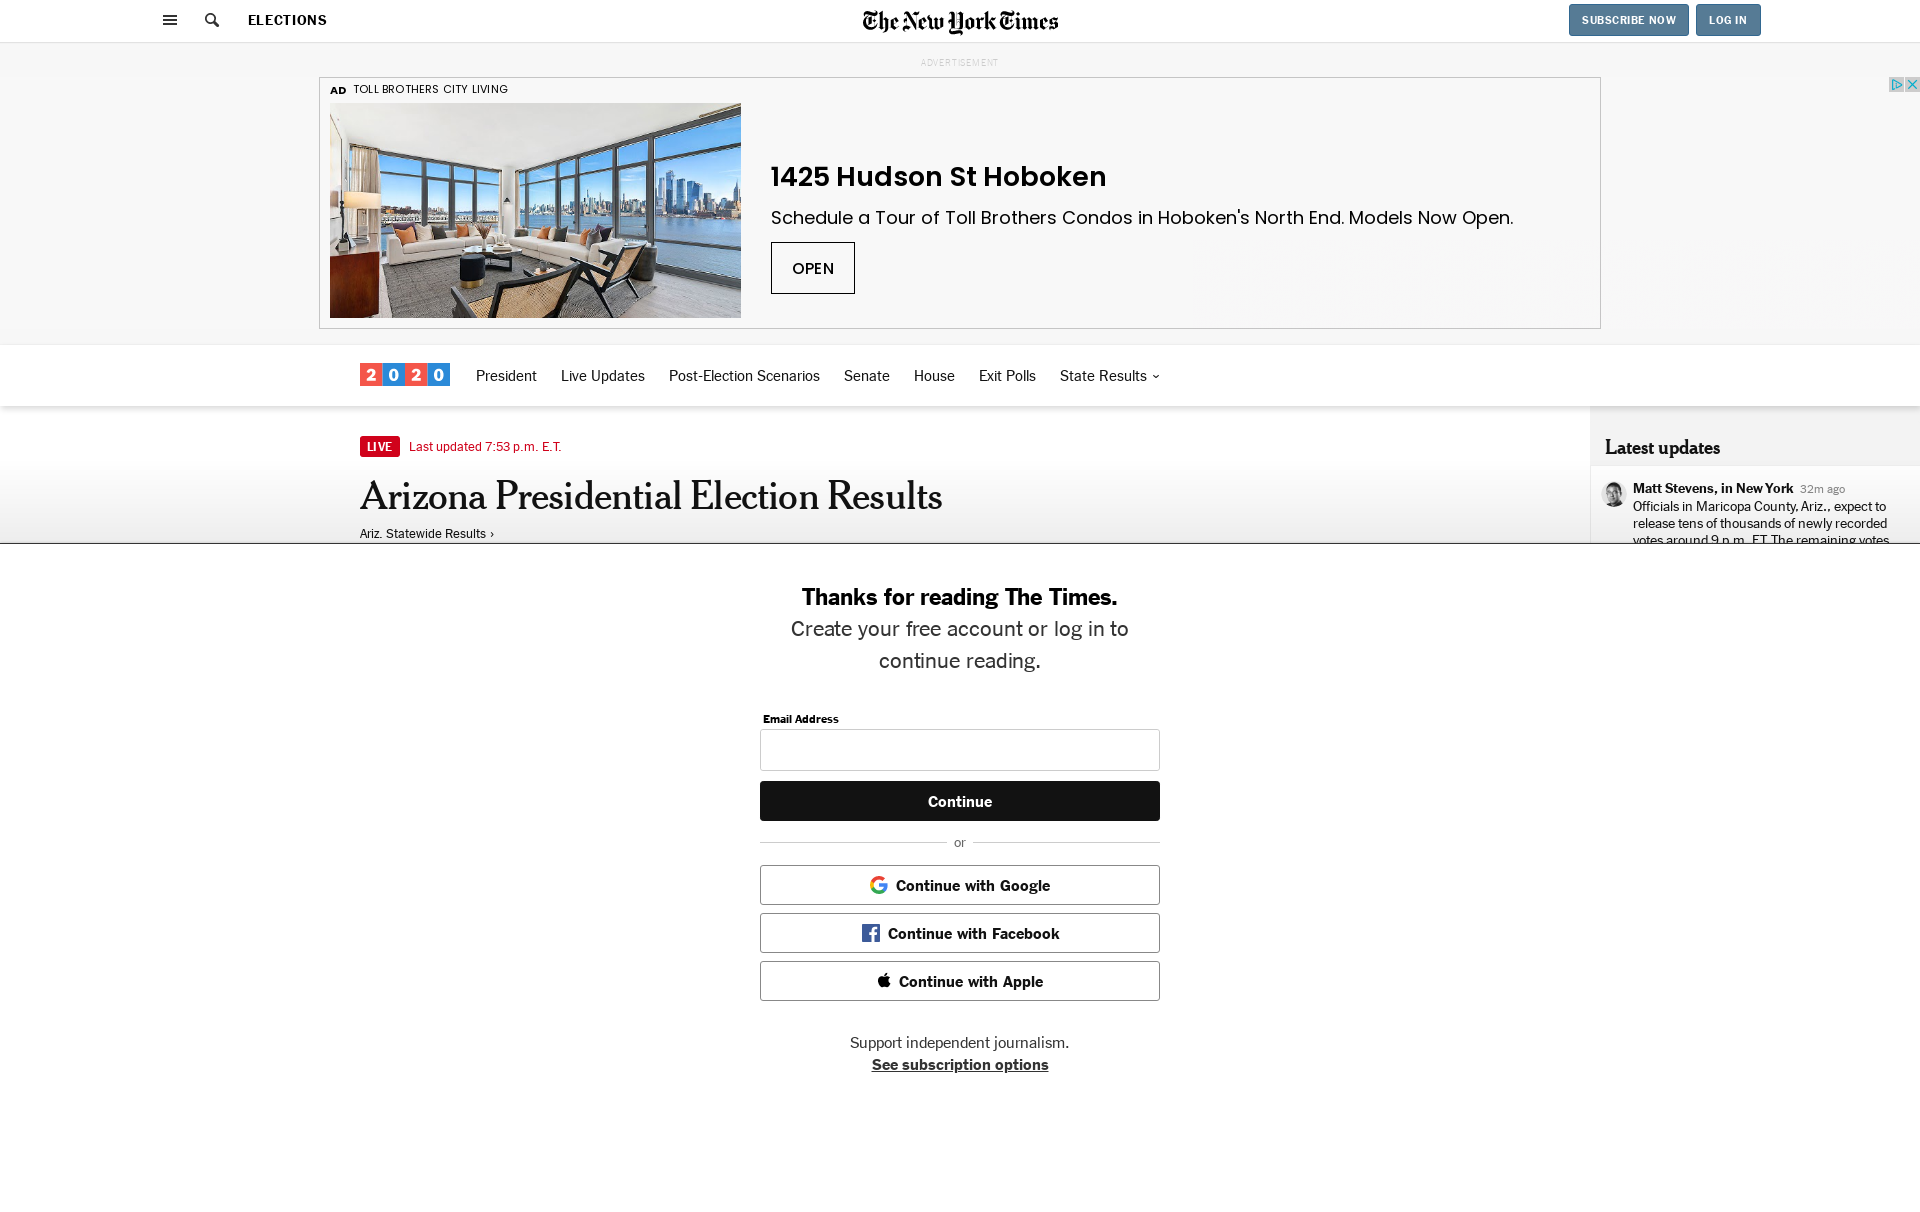 ELECTIONS
The New York Times
SUBSCRIBE NOW
LOG IN
ADVERTISEMENT
AD TOLL BROTHERS CITY LIVING
1425 Hudson St Hoboken
Schedule a Tour of Toll Brothers Condos in Hoboken's North End. Models Now Open.
OPEN
2020 President Live Updates Post-Election Scenarios Senate House Exit Polls State Results
LIVE Last updated 7:53 p.m. E.T.
Arizona Presidential Election Results
Ariz. Statewide Results ›
Latest updates
Matt Stevens, in New York 32m ago
Officials in Maricopa County, Ariz., expect to
release tens of thousands of newly recorded
votes around 9 p.m. ET. The remaining votes
Thanks for reading The Times.
Create your free account or log in to
continue reading.
Email Address
Continue
or
Continue with Google
Continue with Facebook
Continue with Apple
Support independent journalism.
See subscription options